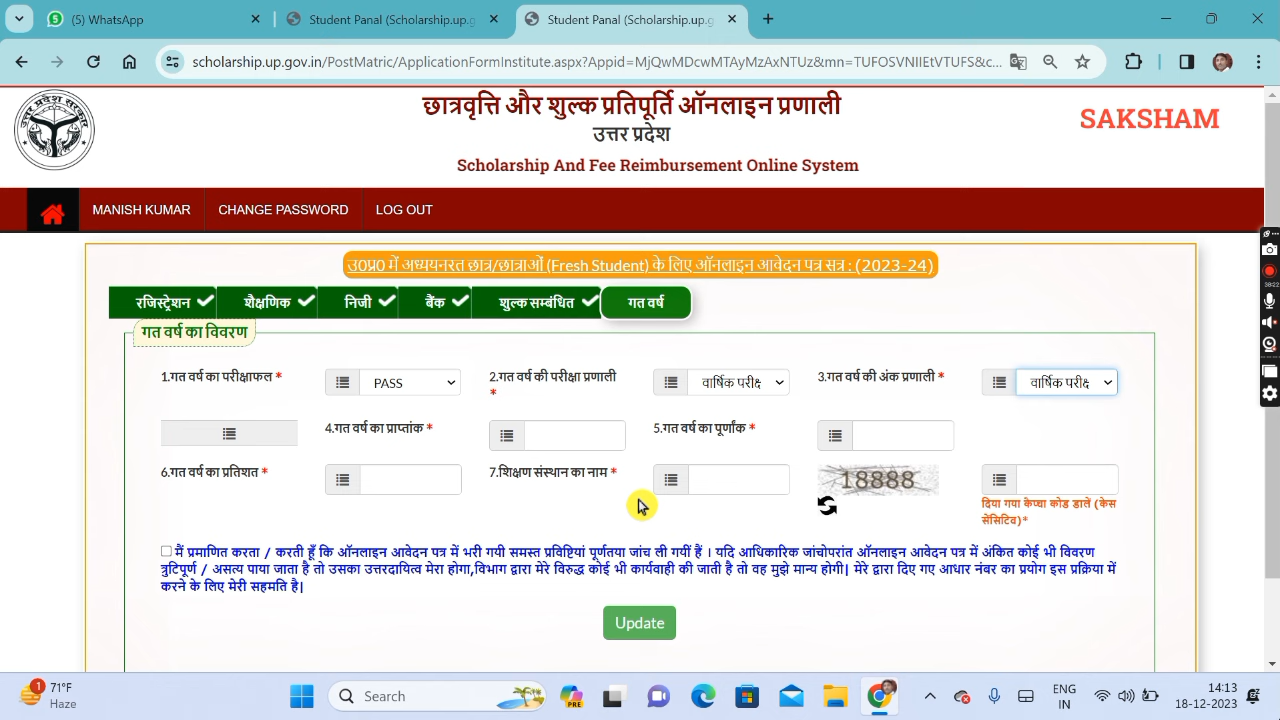 (5) WhatsApp
Student Panal (Scholarship.up.g
Student Panal (Scholarship.up.g
scholarship.up.gov.in/PostMatric/ApplicationFormInstitute.aspx?Appid=MjQwMDcwMTAyMzAxNTUz&mn=TUFOSVNIIEtVTUFS&c...
छात्रवृत्ति और शुल्क प्रतिपूर्ति ऑनलाइन प्रणाली
उत्तर प्रदेश
Scholarship And Fee Reimbursement Online System
SAKSHAM
MANISH KUMAR CHANGE PASSWORD LOG OUT
उ0प्र0 में अध्ययनरत छात्र/छात्राओं (Fresh Student) के लिए ऑनलाइन आवेदन पत्र सत्र : (2023-24)
रजिस्ट्रेशन शैक्षणिक निजी बैंक शुल्क सम्बंधित गत वर्ष
गत वर्ष का विवरण
1.गत वर्ष का परीक्षाफल * PASS 2.गत वर्ष की परीक्षा प्रणाली * वार्षिक परीक्ष 3.गत वर्ष की अंक प्रणाली * वार्षिक परीक्ष
4.गत वर्ष का प्राप्तांक * 5.गत वर्ष का पूर्णांक *
6.गत वर्ष का प्रतिशत * 7.शिक्षण संस्थान का नाम * 18888
दिया गया केप्चा कोड डालें (केस
सेंसिटिव)*
मैं प्रमाणित करता / करती हूँ कि ऑनलाइन आवेदन पत्र में भरी गयी समस्त प्रविष्टियां पूर्णतया जांच ली गयीं हैं । यदि आधिकारिक जांचोपरांत ऑनलाइन आवेदन पत्र में अंकित कोई भी विवरण
त्रुटिपूर्ण / असत्य पाया जाता है तो उसका उत्तरदायित्व मेरा होगा,विभाग द्वारा मेरे विरुद्ध कोई भी कार्यवाही की जाती है तो वह मुझे मान्य होगी| मेरे द्वारा दिए गए आधार नंबर का प्रयोग इस प्रक्रिया में
करने के लिए मेरी सहमति है|
Update
1
71°F
Haze
Search
PRE
ENG
IN
14:13
18-12-2023